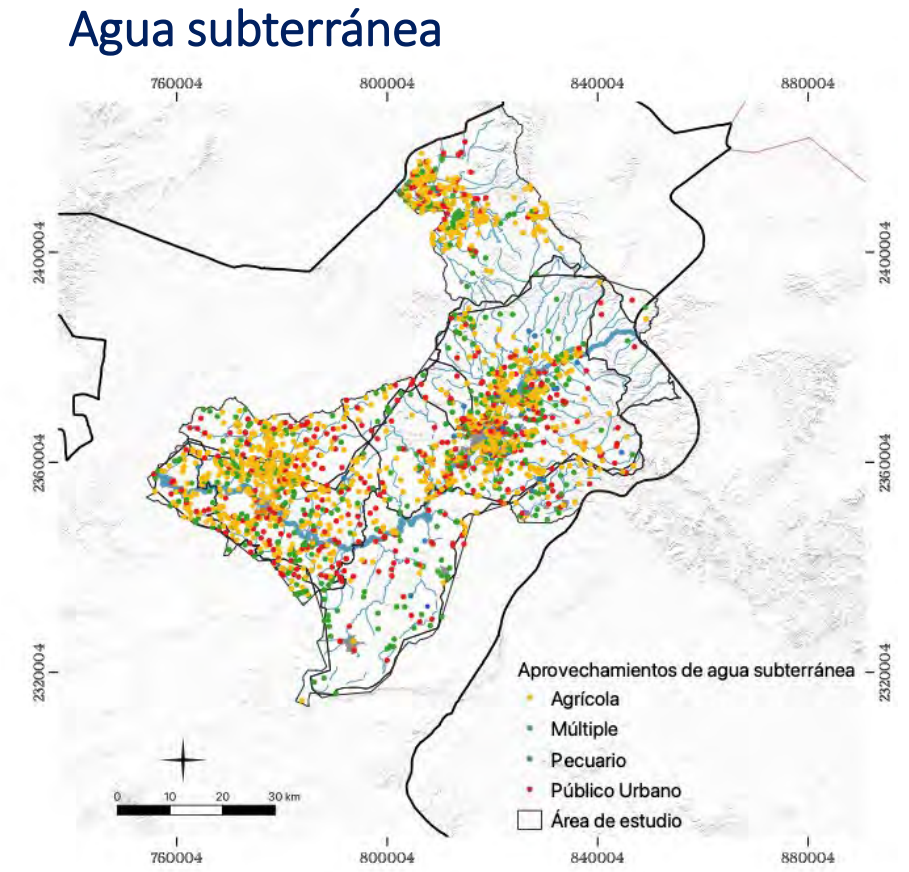 Agua subterránea
760004 800004 840004 880004
2400004 2400004
2360004 2360004
2320004 2320004
Aprovechamientos de agua subterránea
Agrícola
Múltiple
Pecuario
Público Urbano
Área de estudio
0 10 20 30 km
760004 800004 840004 880004